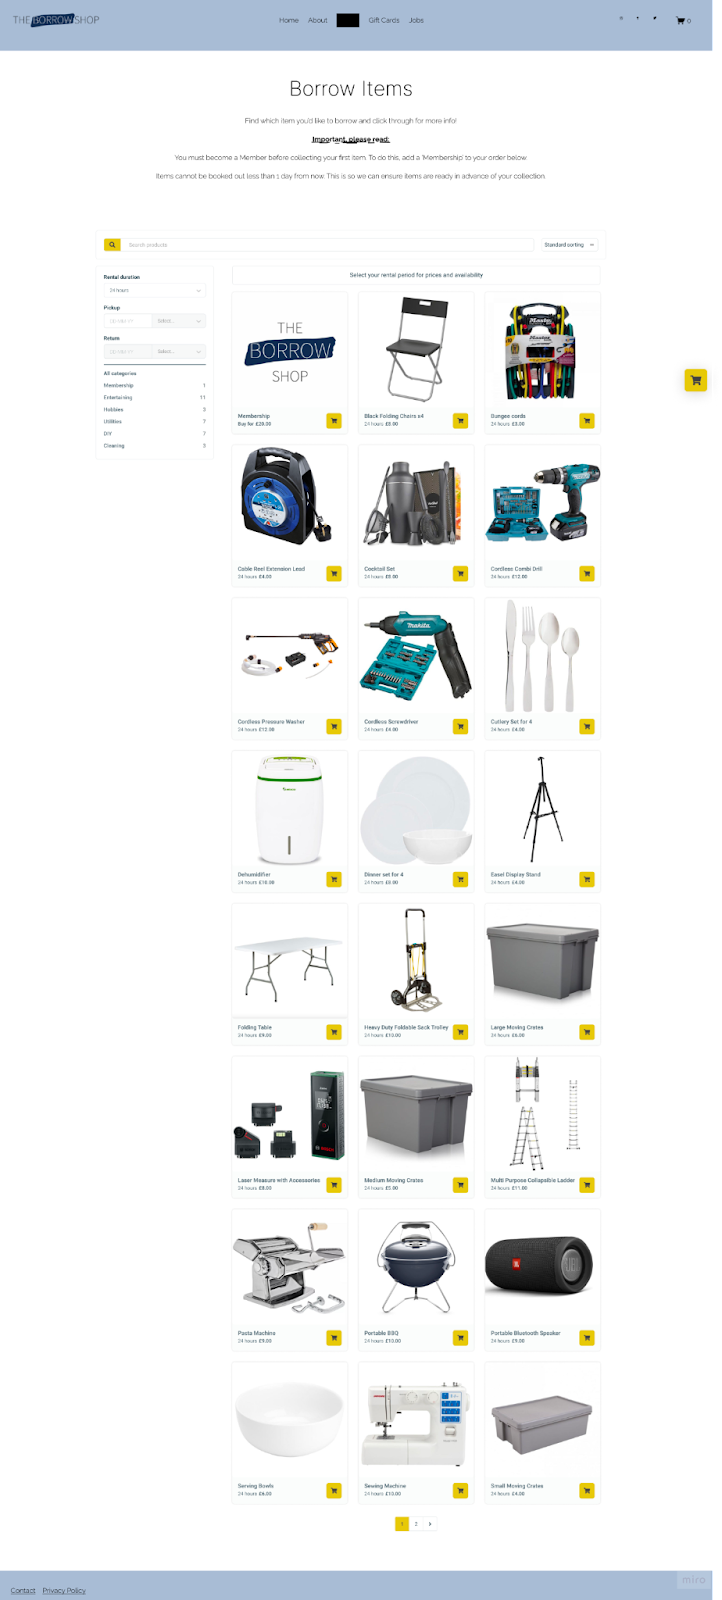 THE BORROW SHOP
Home About Gift Cards Jobs
0
Borrow Items
Find which item you'd like to borrow and click through for more info!
Important, please read:
You must become a Member before collecting your first item. To do this, add a 'Membership' to your order below.
Items cannot be booked out less than 1 day from now. This is so we can ensure items are ready in advance of your collection.
Search products
Standard sorting
Rental duration
24 hours
Pickup
Select...
Return
Select...
All categories
Membership 1
Entertaining 11
Hobbies 3
Utilities 7
DIY 7
Cleaning 3
Select your rental period for prices and availability
THE
BORROW
SHOP
Membership
Buy for £20.00
Black Folding Chairs x4
24 hours £8.00
Master
Bungee cords
24 hours £3.00
Cable Reel Extension Lead
24 hours £4.00
Cocktail Set
24 hours
Cordless Combi Drill
24 hours £12.00
Cordless Pressure Washer
24 hours £12.00
makita
Cordless Screwdriver
24 hours £4.00
Cutlery Set for 4
24 hours £4.00
Dehumidifier
24 hours £10.00
Dinner set for 4
24 hours
Easel Display Stand
24 hours £4.00
Folding Table
24 hours £9.00
Heavy Duty Foldable Sack Trolley
24 hours £10.00
Large Moving Crates
24 hours £6.00
BOSCH
Laser Measure with Accessories
24 hours £8.00
Medium Moving Crates
24 hours £5.00
Multi Purpose Collapsible Ladder
24 hours £11.00
Pasta Machine
24 hours £9.00
Portable BBQ
24 hours £10.00
JBL
Portable Bluetooth Speaker
24 hours £9.00
Serving Bowls
24 hours £6.00
Sewing Machine
24 hours £10.00
Small Moving Crates
24 hours £4.00
1 2
miro
Contact Privacy Policy